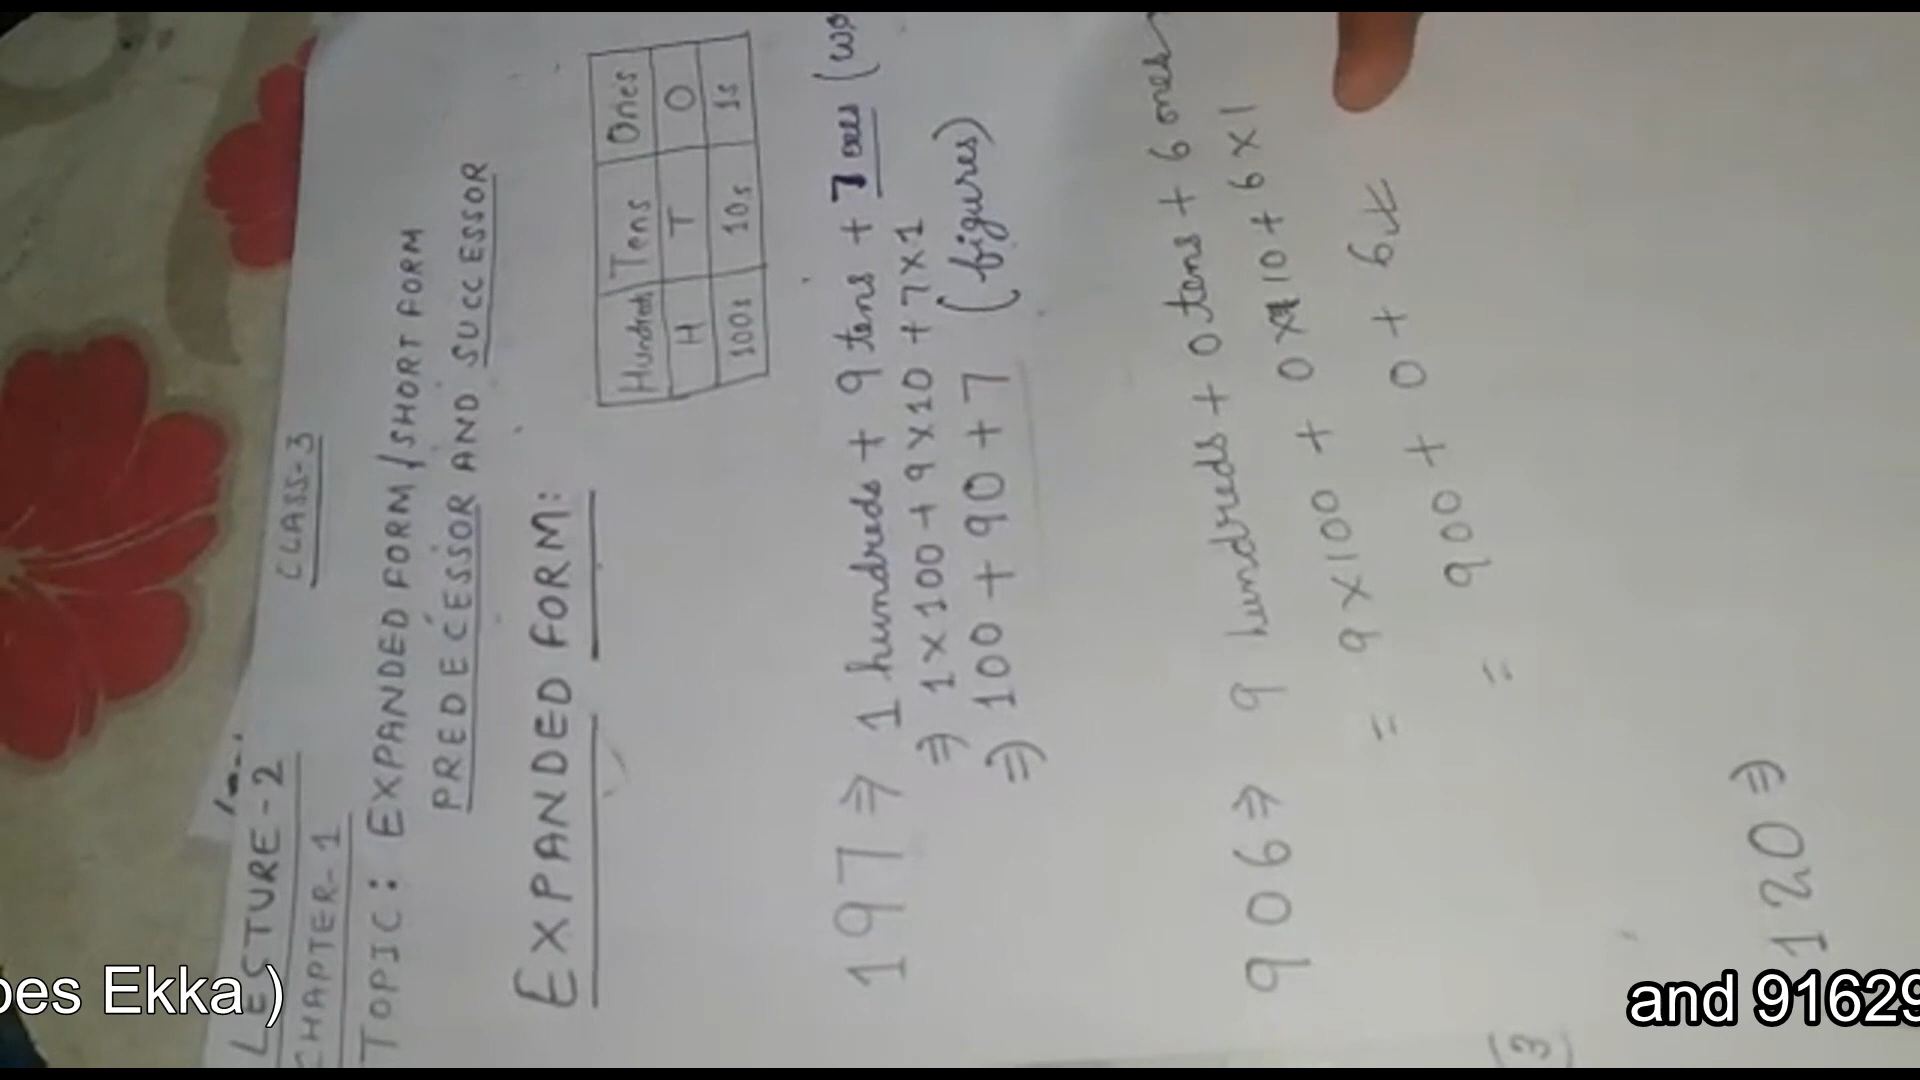 LESTURE-2
CHAPTER-1
CLASS-3
TOPIC: EXPANDED FORM/SHORT FORM
PREDECESSOR AND SUCCESSOR
EXPANDED FORM:
Hundreds Tens Ones
H T O
100s 10s 1s
197 ⇒ 1 hundreds + 9 tens + 7 ones
⇒ 1×100 + 9×10 + 7×1
⇒ 100 + 90 + 7 (figures)
906 ⇒ 9 hundreds + 0 tens + 6 ones
= 9×100 + 0×10 + 6×1
= 900 + 0 + 6
3
120 ⇒
oes Ekka )
and 91629